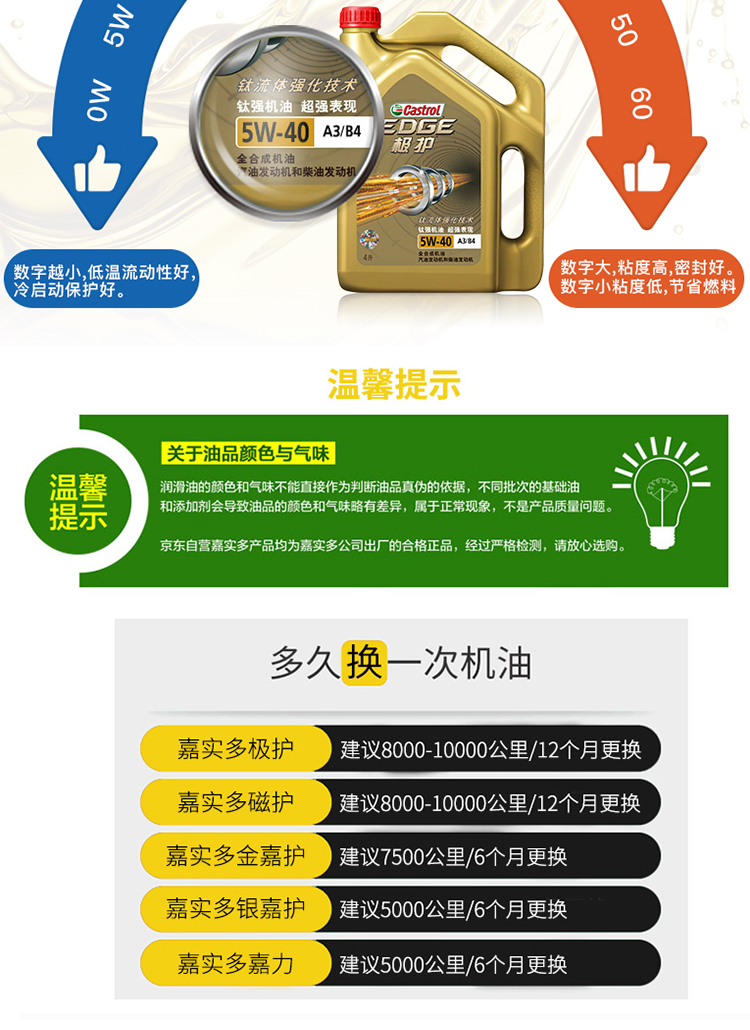 5W
0W
50
60
钛流体强化技术
钛强机油 超强表现
5W-40 A3/B4
全合成机油
汽油发动机和柴油发动机
Castrol
EDGE
极护
钛流体强化技术
钛强机油 超强表现
5W-40 A3/B4
全合成机油
汽油发动机和柴油发动机
4升
数字越小,低温流动性好,
冷启动保护好。
数字大,粘度高,密封好。
数字小粘度低,节省燃料
温馨提示
温馨
提示
关于油品颜色与气味
润滑油的颜色和气味不能直接作为判断油品真伪的依据，不同批次的基础油
和添加剂会导致油品的颜色和气味略有差异，属于正常现象，不是产品质量问题。
京东自营嘉实多产品均为嘉实多公司出厂的合格正品，经过严格检测，请放心选购。
多久换一次机油
嘉实多极护 建议8000-10000公里/12个月更换
嘉实多磁护 建议8000-10000公里/12个月更换
嘉实多金嘉护 建议7500公里/6个月更换
嘉实多银嘉护 建议5000公里/6个月更换
嘉实多嘉力 建议5000公里/6个月更换